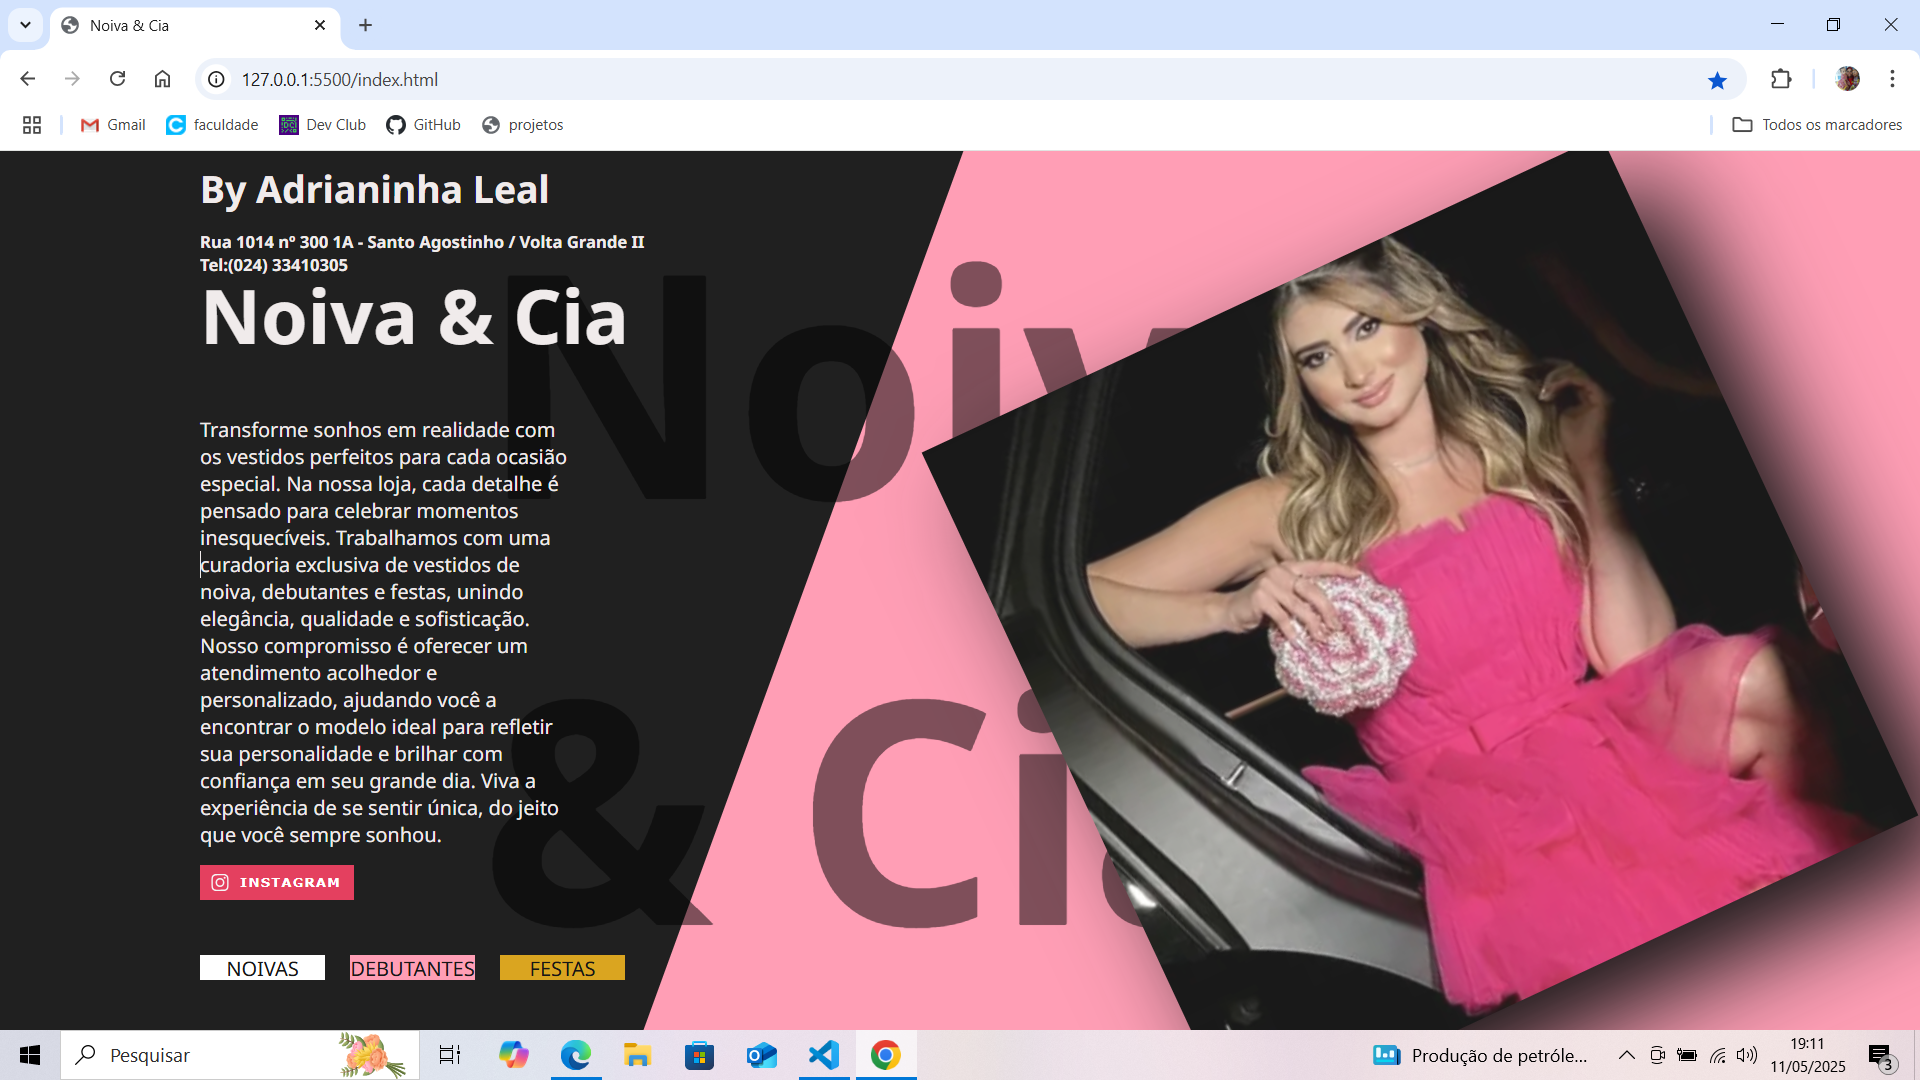 Noiva & Cia
127.0.0.1:5500/index.html
Gmail
faculdade
Dev Club
GitHub
projetos
Todos os marcadores
By Adrianinha Leal
Rua 1014 nº 300 1A - Santo Agostinho / Volta Grande II
Tel:(024) 33410305
Noiva & Cia
Transforme sonhos em realidade com
os vestidos perfeitos para cada ocasião
especial. Na nossa loja, cada detalhe é
pensado para celebrar momentos
inesquecíveis. Trabalhamos com uma
curadoria exclusiva de vestidos de
noiva, debutantes e festas, unindo
elegância, qualidade e sofisticação.
Nosso compromisso é oferecer um
atendimento acolhedor e
personalizado, ajudando você a
encontrar o modelo ideal para refletir
sua personalidade e brilhar com
confiança em seu grande dia. Viva a
experiência de se sentir única, do jeito
que você sempre sonhou.
INSTAGRAM
NOIVAS
DEBUTANTES
FESTAS
Noiv
& Cia
Pesquisar
Produção de petróle...
19:11
11/05/2025
3